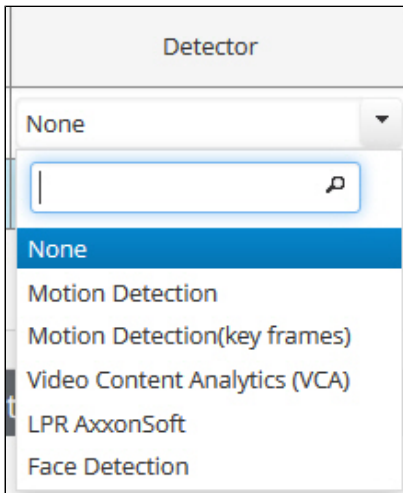 Detector
None
None
Motion Detection
Motion Detection(key frames)
Video Content Analytics (VCA)
LPR AxxonSoft
Face Detection